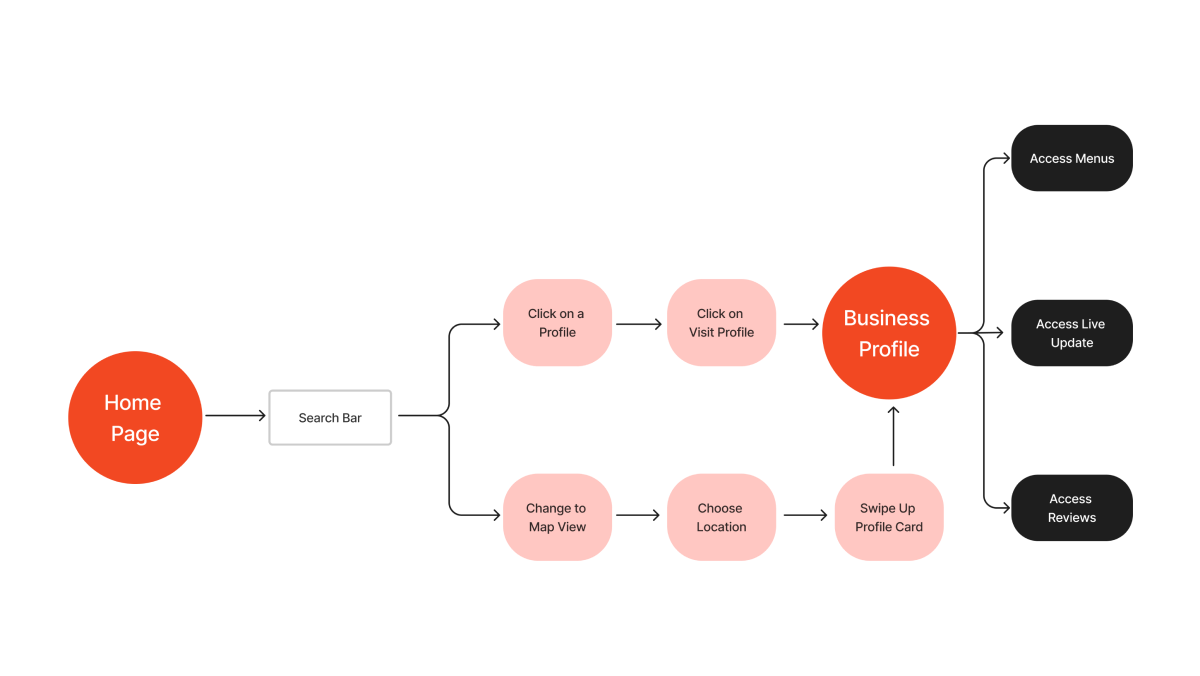 Home
Page
Search Bar
Click on a
Profile
Click on
Visit Profile
Change to
Map View
Choose
Location
Swipe Up
Profile Card
Business
Profile
Access Menus
Access Live
Update
Access
Reviews